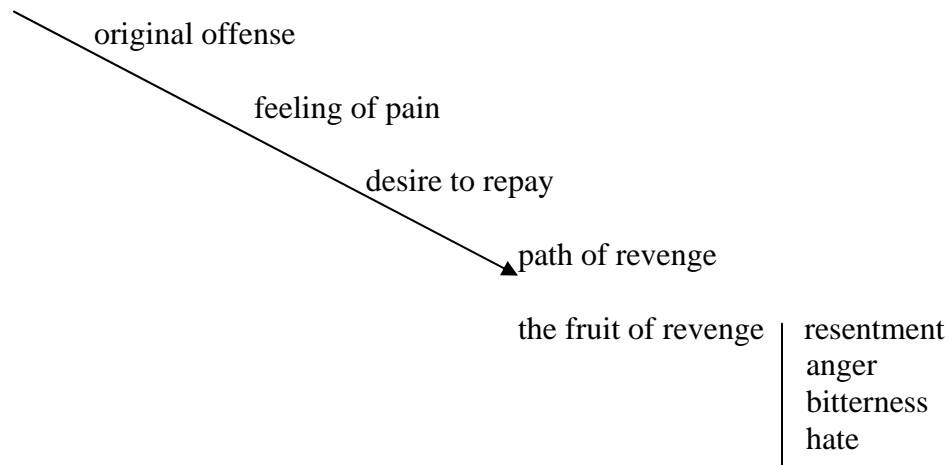 original offense
feeling of pain
desire to repay
path of revenge
the fruit of revenge resentment
anger
bitterness
hate